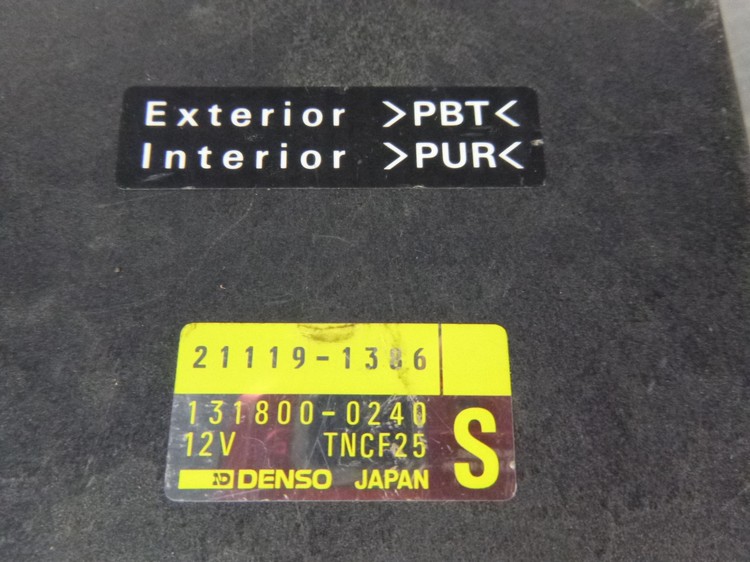 Exterior >PBT<
Interior >PUR<
21119-1386
131800-0240
12V TNCF25
S
DENSO JAPAN